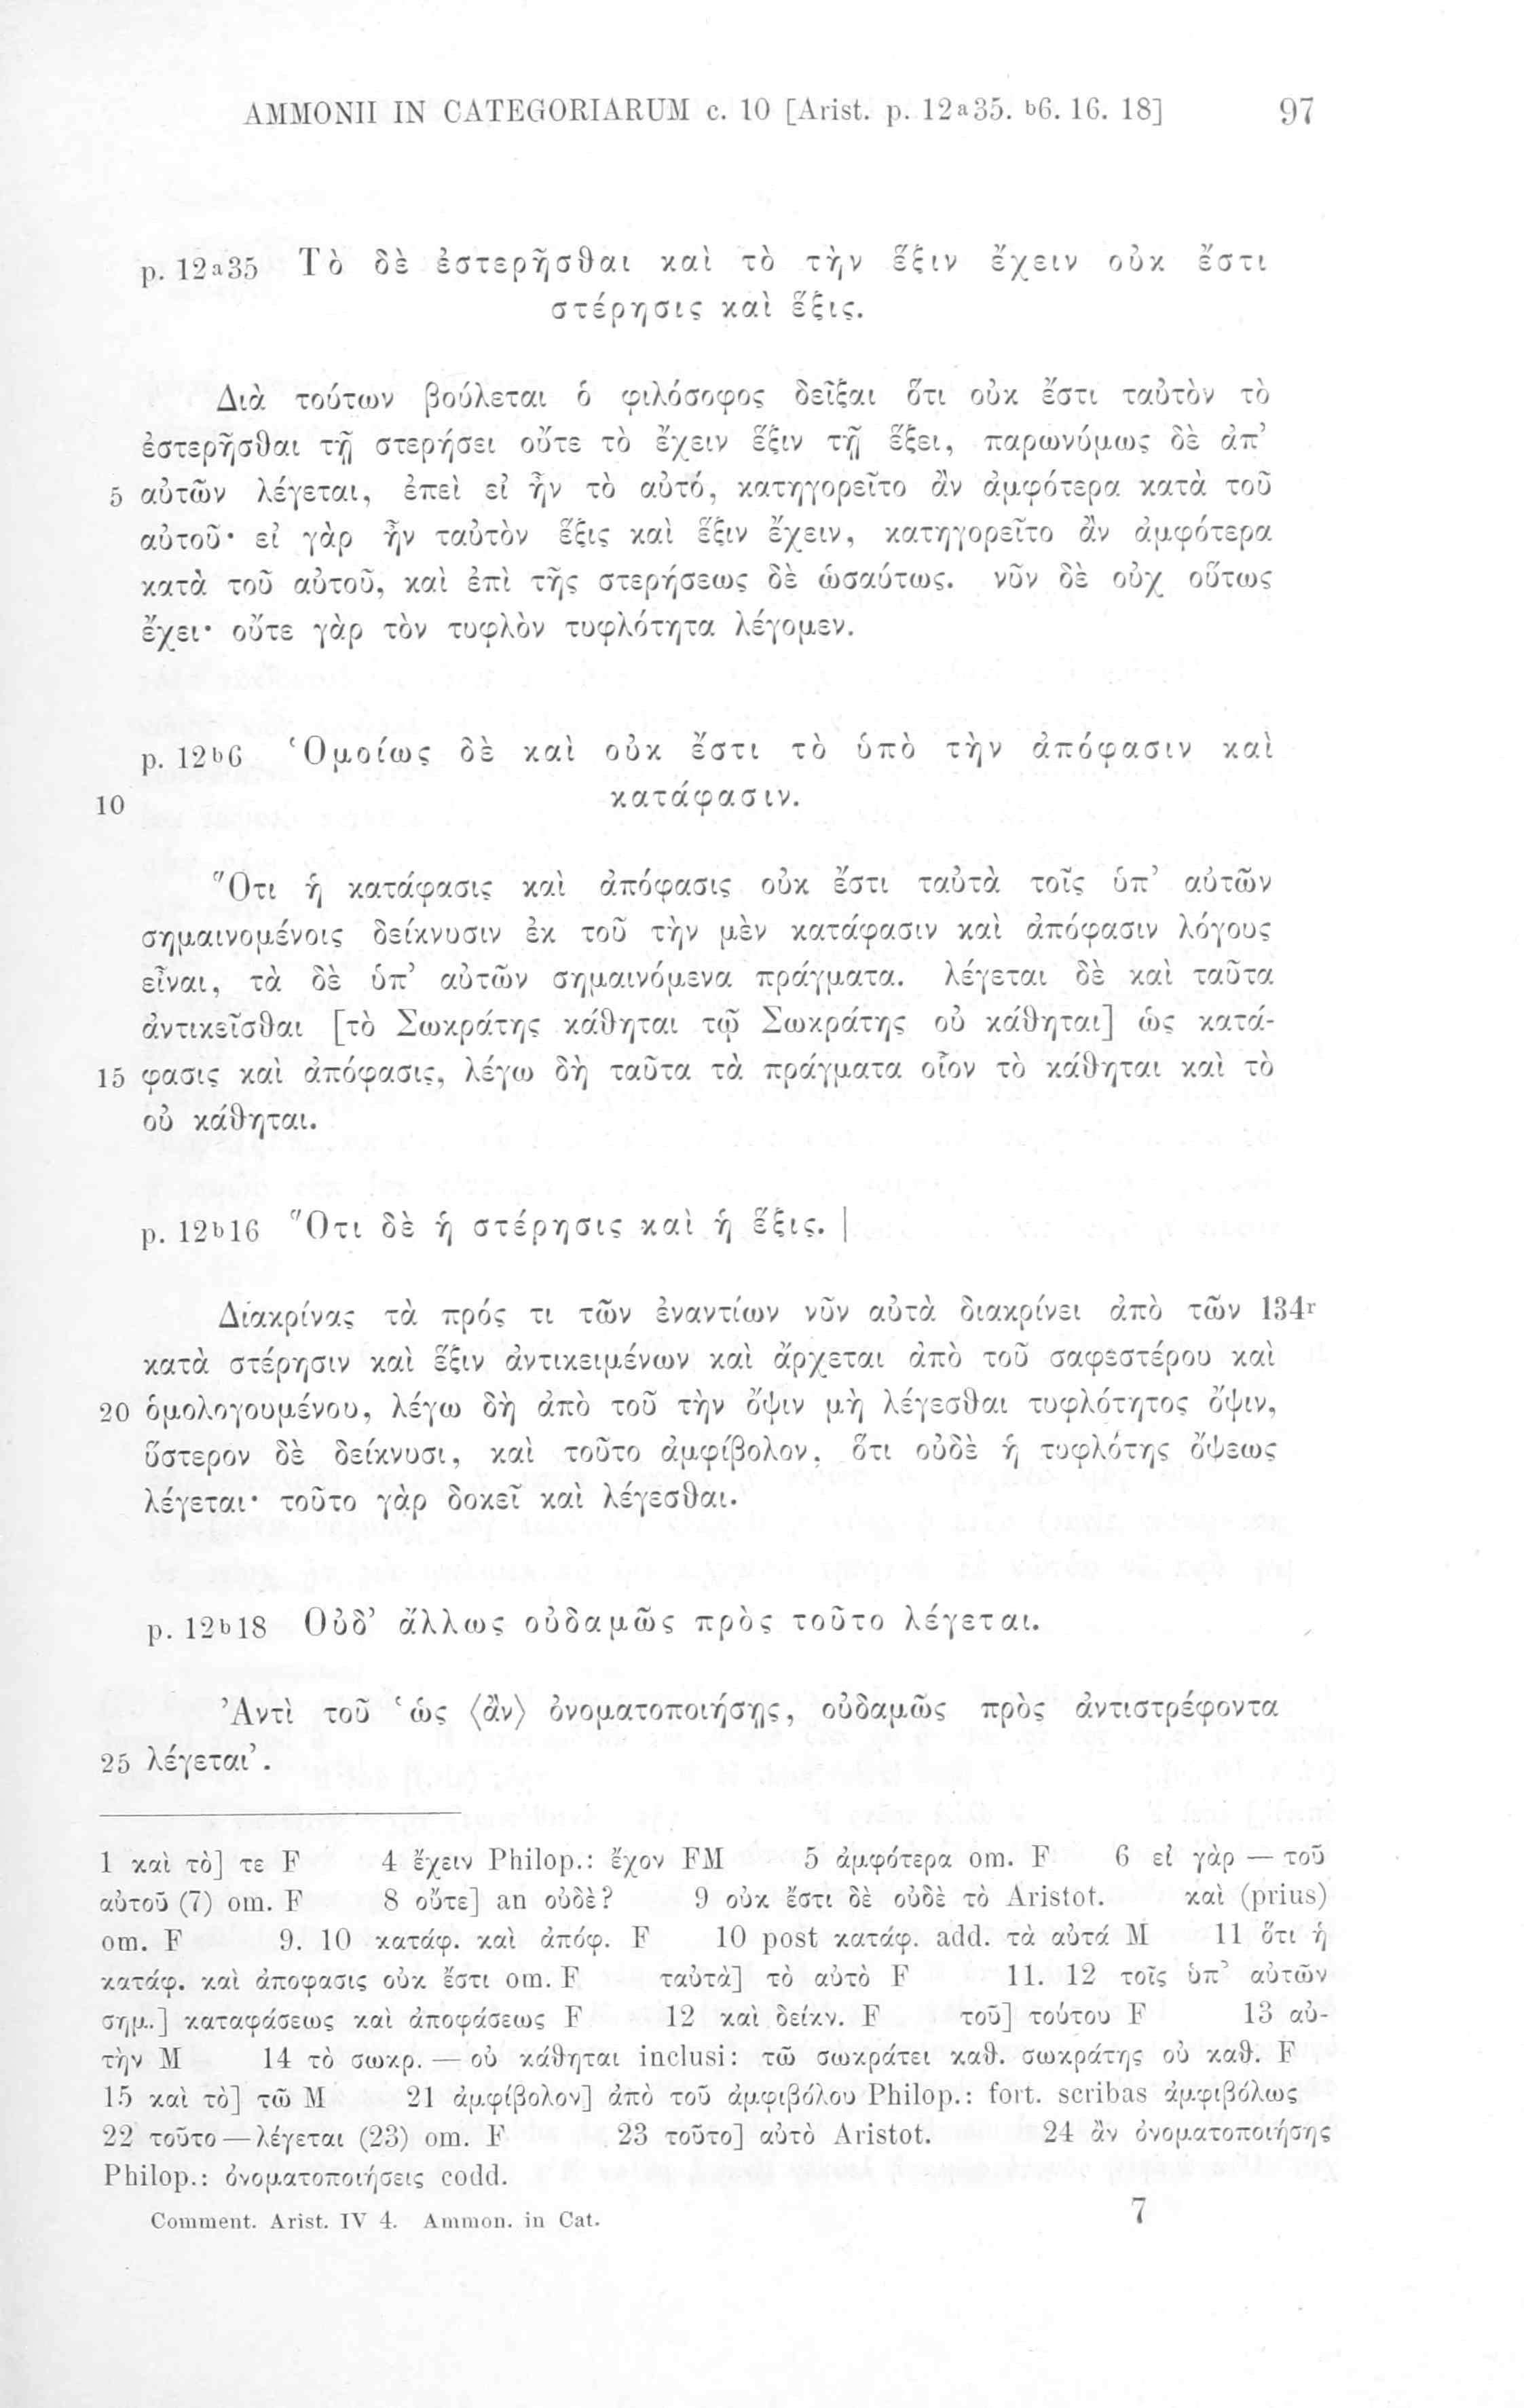 AMMONII IN CATEGORIARUM c. 10 [Arist. p. 12a35. b6. 16. 18] 97
p. 12a35 Τὸ δὲ ἐστερῆσθαι καὶ τὸ τὴν ἕξιν ἔχειν οὐκ ἔστι
στέρησις καὶ ἕξις.
Διὰ τούτων βούλεται ὁ φιλόσοφος δεῖξαι ὅτι οὐκ ἔστι ταὐτὸν τὸ
ἐστερῆσθαι τῇ στερήσει οὔτε τὸ ἔχειν ἕξιν τῇ ἕξει, παρωνύμως δὲ ἀπ’
5 αὐτῶν λέγεται, ἐπεὶ εἰ ἦν τὸ αὐτό, κατηγορεῖτο ἂν ἀμφότερα κατὰ τοῦ
αὐτοῦ· εἰ γὰρ ἦν ταὐτὸν ἕξις καὶ ἕξιν ἔχειν, κατηγορεῖτο ἂν ἀμφότερα
κατὰ τοῦ αὐτοῦ, καὶ ἐπὶ τῆς στερήσεως δὲ ὡσαύτως. νῦν δὲ οὐχ οὕτως
ἔχει· οὔτε γὰρ τὸν τυφλὸν τυφλότητα λέγομεν.
p. 12b6 Ὁμοίως δὲ καὶ οὐκ ἔστι τὸ ὑπὸ τὴν ἀπόφασιν καὶ
10 κατάφασιν.
Ὅτι ἡ κατάφασις καὶ ἀπόφασις οὐκ ἔστι ταὐτὰ τοῖς ὑπ’ αὐτῶν
σημαινομένοις δείκνυσιν ἐκ τοῦ τὴν μὲν κατάφασιν καὶ ἀπόφασιν λόγους
εἶναι, τὰ δὲ ὑπ’ αὐτῶν σημαινόμενα πράγματα. λέγεται δὲ καὶ ταῦτα
ἀντικεῖσθαι [τὸ Σωκράτης κάθηται τῷ Σωκράτης οὐ κάθηται] ὡς κατά-
15 φασις καὶ ἀπόφασις, λέγω δὴ ταῦτα τὰ πράγματα οἷον τὸ κάθηται καὶ τὸ
οὐ κάθηται.
p. 12b16 Ὅτι δὲ ἡ στέρησις καὶ ἡ ἕξις. |
Διακρίνας τὰ πρός τι τῶν ἐναντίων νῦν αὐτὰ διακρίνει ἀπὸ τῶν 134r
κατὰ στέρησιν καὶ ἕξιν ἀντικειμένων καὶ ἄρχεται ἀπὸ τοῦ σαφεστέρου καὶ
20 ὁμολογουμένου, λέγω δὴ ἀπὸ τοῦ τὴν ὄψιν μὴ λέγεσθαι τυφλότητος ὄψιν,
ὕστερον δὲ δείκνυσι, καὶ τοῦτο ἀμφίβολον, ὅτι οὐδὲ ἡ τυφλότης ὄψεως
λέγεται· τοῦτο γὰρ δοκεῖ καὶ λέγεσθαι.
p. 12b18 Οὐδ’ ἄλλως οὐδαμῶς πρὸς τοῦτο λέγεται.
Ἀντὶ τοῦ ‘ὡς ⟨ἂν⟩ ὀνοματοποιήσῃς, οὐδαμῶς πρὸς ἀντιστρέφοντα
25 λέγεται’.
1 καὶ τὸ] τε F 4 ἔχειν Philop.: ἔχον FM 5 ἀμφότερα om. F 6 εἰ γὰρ — τοῦ
αὐτοῦ (7) om. F 8 οὔτε] an οὐδὲ? 9 οὐκ ἔστι δὲ οὐδὲ τὸ Aristot. καὶ (prius)
om. F 9. 10 κατάφ. καὶ ἀπόφ. F 10 post κατάφ. add. τὰ αὐτά M 11 ὅτι ἡ
κατάφ. καὶ ἀποφασις οὐκ ἔστι om. F ταὐτὰ] τὸ αὐτὸ F 11. 12 τοῖς ὑπ’ αὐτῶν
σημ.] καταφάσεως καὶ ἀποφάσεως F 12 καὶ δείκν. F τοῦ] τούτου F 13 αὐ-
τὴν M 14 τὸ σωκρ. — οὐ κάθηται inclusi: τῶ σωκράτει καθ. σωκράτης οὐ καθ. F
15 καὶ τὸ] τῶ M 21 ἀμφίβολον] ἀπὸ τοῦ ἀμφιβόλου Philop.: fort. scribas ἀμφιβόλως
22 τοῦτο — λέγεται (23) om. F 23 τοῦτο] αὐτὸ Aristot. 24 ἂν ὀνοματοποιήσης
Philop.: ὀνοματοποιήσεις codd.
Comment. Arist. IV 4. Ammon. in Cat. 7